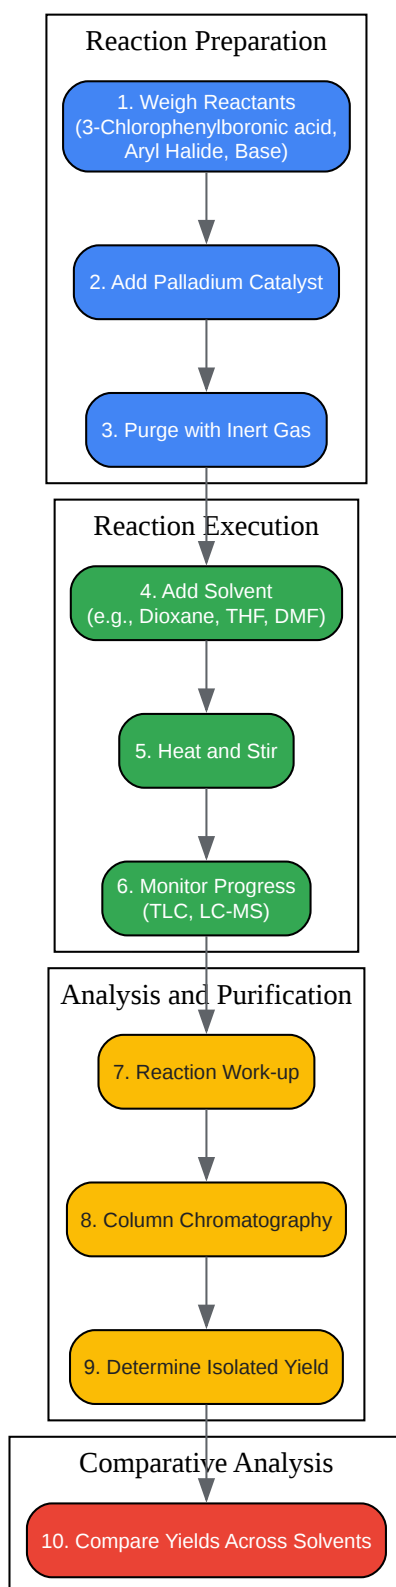 Reaction Preparation
1. Weigh Reactants
(3-Chlorophenylboronic acid,
Aryl Halide, Base)
2. Add Palladium Catalyst
3. Purge with Inert Gas
Reaction Execution
4. Add Solvent
(e.g., Dioxane, THF, DMF)
5. Heat and Stir
6. Monitor Progress
(TLC, LC-MS)
Analysis and Purification
7. Reaction Work-up
8. Column Chromatography
9. Determine Isolated Yield
Comparative Analysis
10. Compare Yields Across Solvents